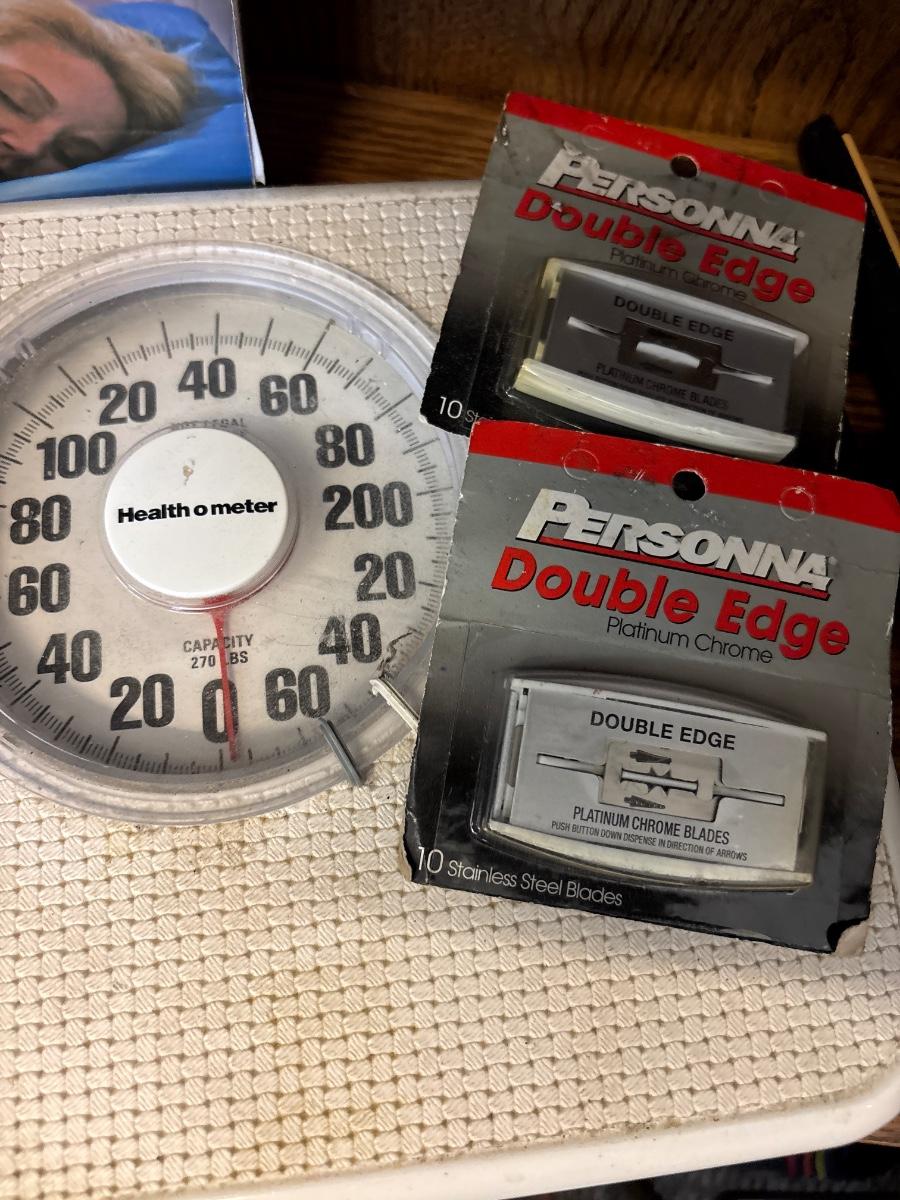 PERSONNA
Double Edge
Platinum Chrome
DOUBLE EDGE
PLATINUM CHROME BLADES
10
40
20
60
100
80
80
Health o meter
200
60
20
CAPACITY
270 LBS
40
40
20
0
60
PERSONNA®
Double Edge
Platinum Chrome
DOUBLE EDGE
PLATINUM CHROME BLADES
PUSH BUTTON DOWN DISPENSE IN DIRECTION OF ARROWS
10 Stainless Steel Blades